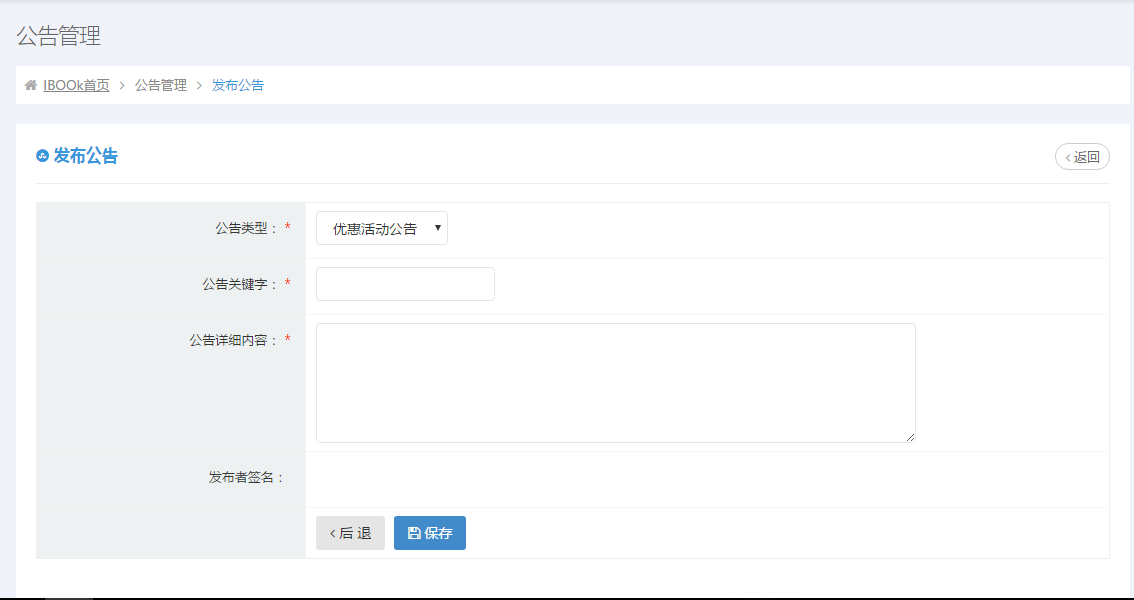 公告管理
IBOOk首页 > 公告管理 > 发布公告
发布公告
返回
公告类型： *
优惠活动公告
公告关键字： *
公告详细内容： *
发布者签名：
后 退
保存